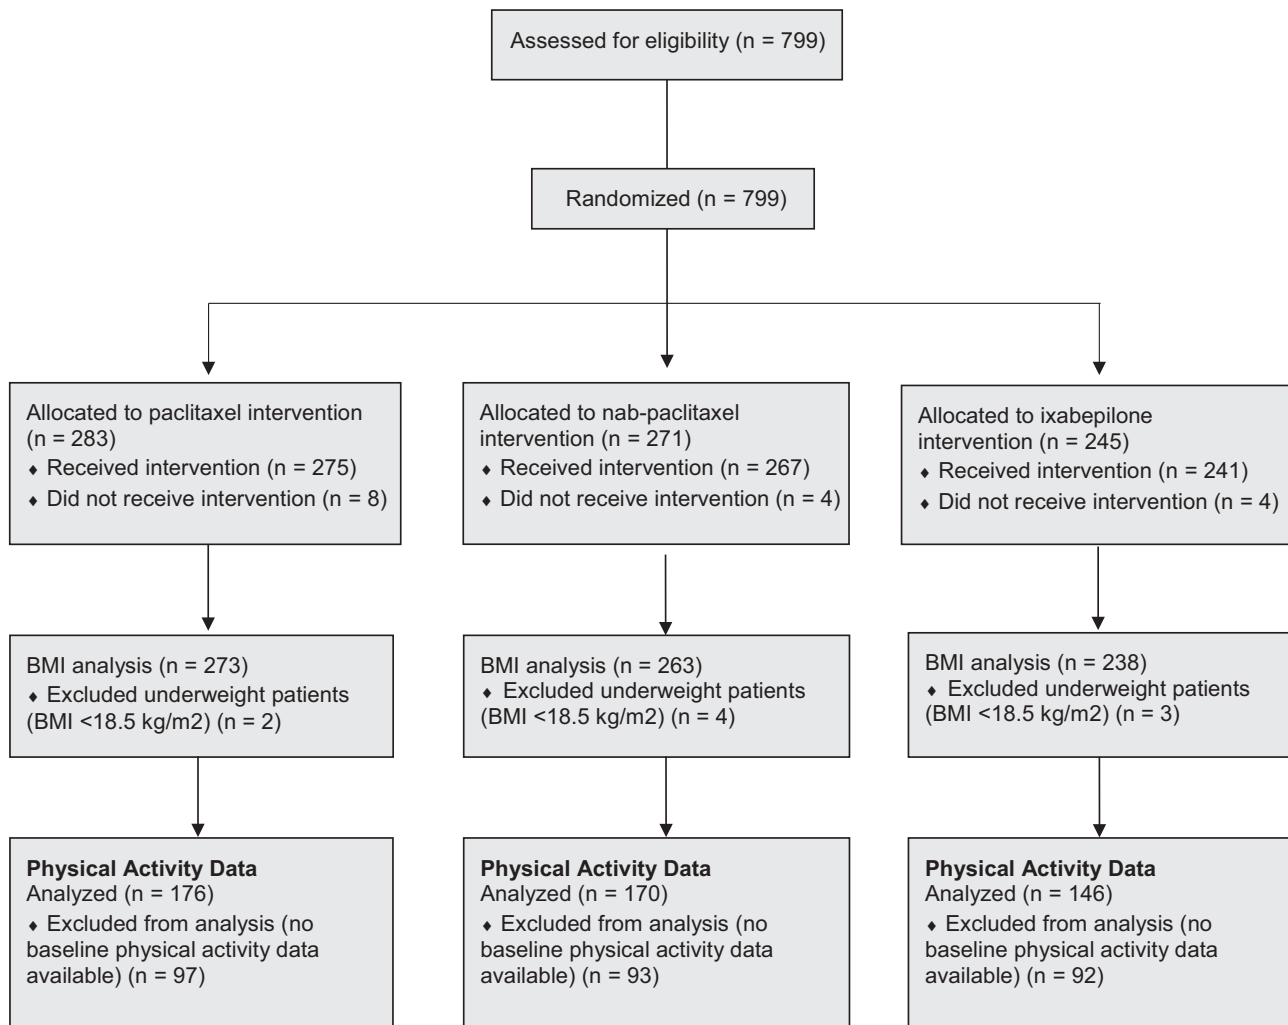 Assessed for eligibility (n = 799)
Randomized (n = 799)
Allocated to paclitaxel intervention
(n = 283)
♦ Received intervention (n = 275)
♦ Did not receive intervention (n = 8)
Allocated to nab-paclitaxel
intervention (n = 271)
♦ Received intervention (n = 267)
♦ Did not receive intervention (n = 4)
Allocated to ixabepilone
intervention (n = 245)
♦ Received intervention (n = 241)
♦ Did not receive intervention (n = 4)
BMI analysis (n = 273)
♦ Excluded underweight patients
(BMI <18.5 kg/m2) (n = 2)
BMI analysis (n = 263)
♦ Excluded underweight patients
(BMI <18.5 kg/m2) (n = 4)
BMI analysis (n = 238)
♦ Excluded underweight patients
(BMI <18.5 kg/m2) (n = 3)
Physical Activity Data
Analyzed (n = 176)
♦ Excluded from analysis (no
baseline physical activity data
available) (n = 97)
Physical Activity Data
Analyzed (n = 170)
♦ Excluded from analysis (no
baseline physical activity data
available) (n = 93)
Physical Activity Data
Analyzed (n = 146)
♦ Excluded from analysis (no
baseline physical activity data
available) (n = 92)